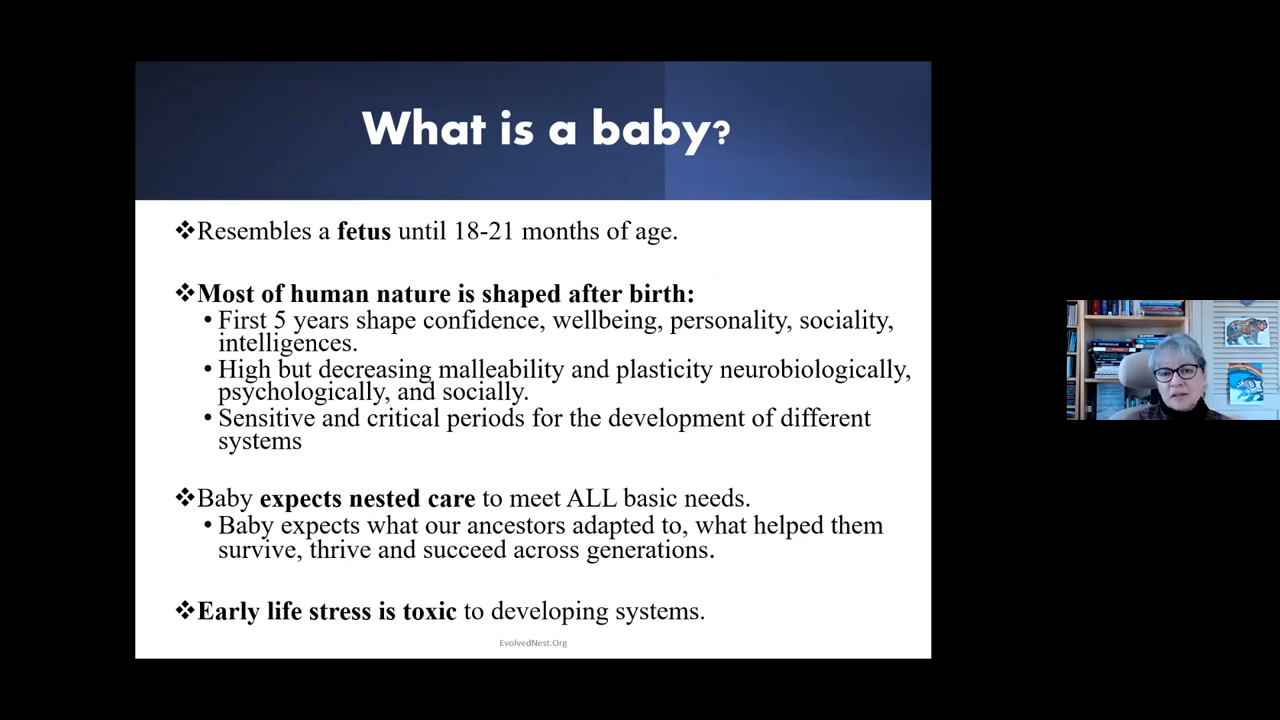 What is a baby?
❖Resembles a fetus until 18-21 months of age.
❖Most of human nature is shaped after birth:
• First 5 years shape confidence, wellbeing, personality, sociality,
intelligences.
• High but decreasing malleability and plasticity neurobiologically,
psychologically, and socially.
• Sensitive and critical periods for the development of different
systems
❖Baby expects nested care to meet ALL basic needs.
• Baby expects what our ancestors adapted to, what helped them
survive, thrive and succeed across generations.
❖Early life stress is toxic to developing systems.
EvolvedNest.Org